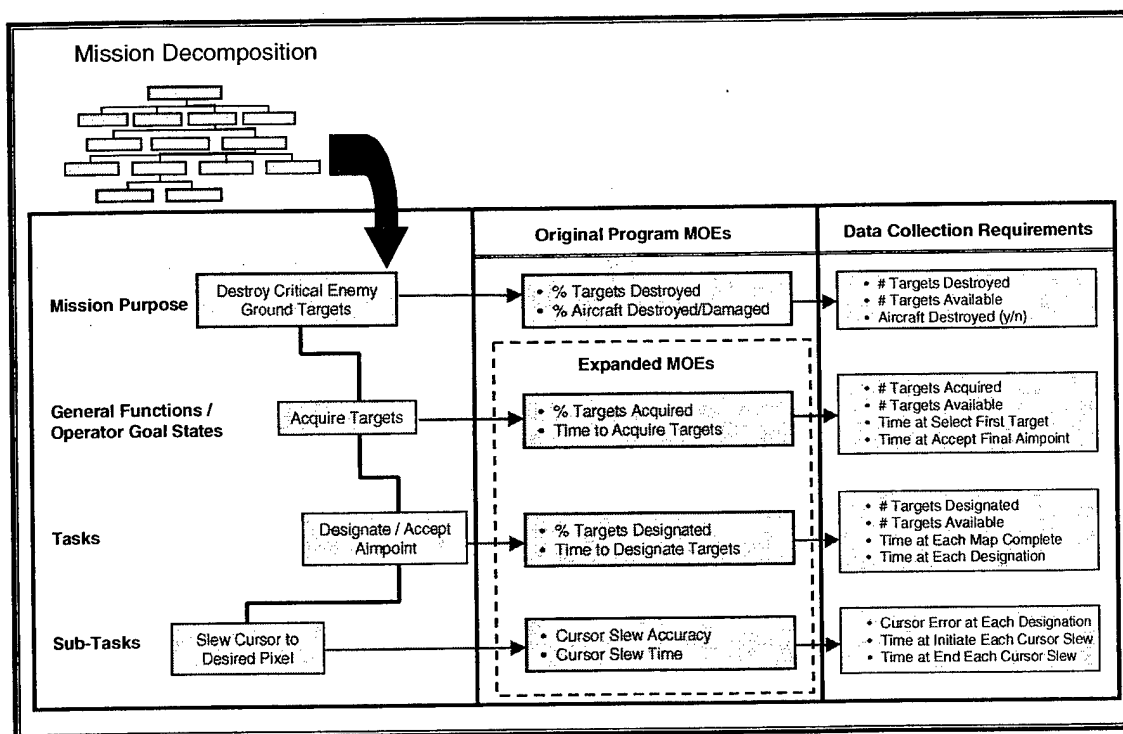 Mission Decomposition
Original Program MOEs
Data Collection Requirements
Mission Purpose
Destroy Critical Enemy
Ground Targets
• % Targets Destroyed
• % Aircraft Destroyed/Damaged
• # Targets Destroyed
• # Targets Available
• Aircraft Destroyed (y/n)
Expanded MOEs
General Functions /
Operator Goal States
Acquire Targets
• % Targets Acquired
• Time to Acquire Targets
• # Targets Acquired
• # Targets Available
• Time at Select First Target
• Time at Accept Final Aimpoint
Tasks
Designate / Accept
Aimpoint
• % Targets Designated
• Time to Designate Targets
• # Targets Designated
• # Targets Available
• Time at Each Map Complete
• Time at Each Designation
Sub-Tasks
Slew Cursor to
Desired Pixel
• Cursor Slew Accuracy
• Cursor Slew Time
• Cursor Error at Each Designation
• Time at Initiate Each Cursor Slew
• Time at End Each Cursor Slew